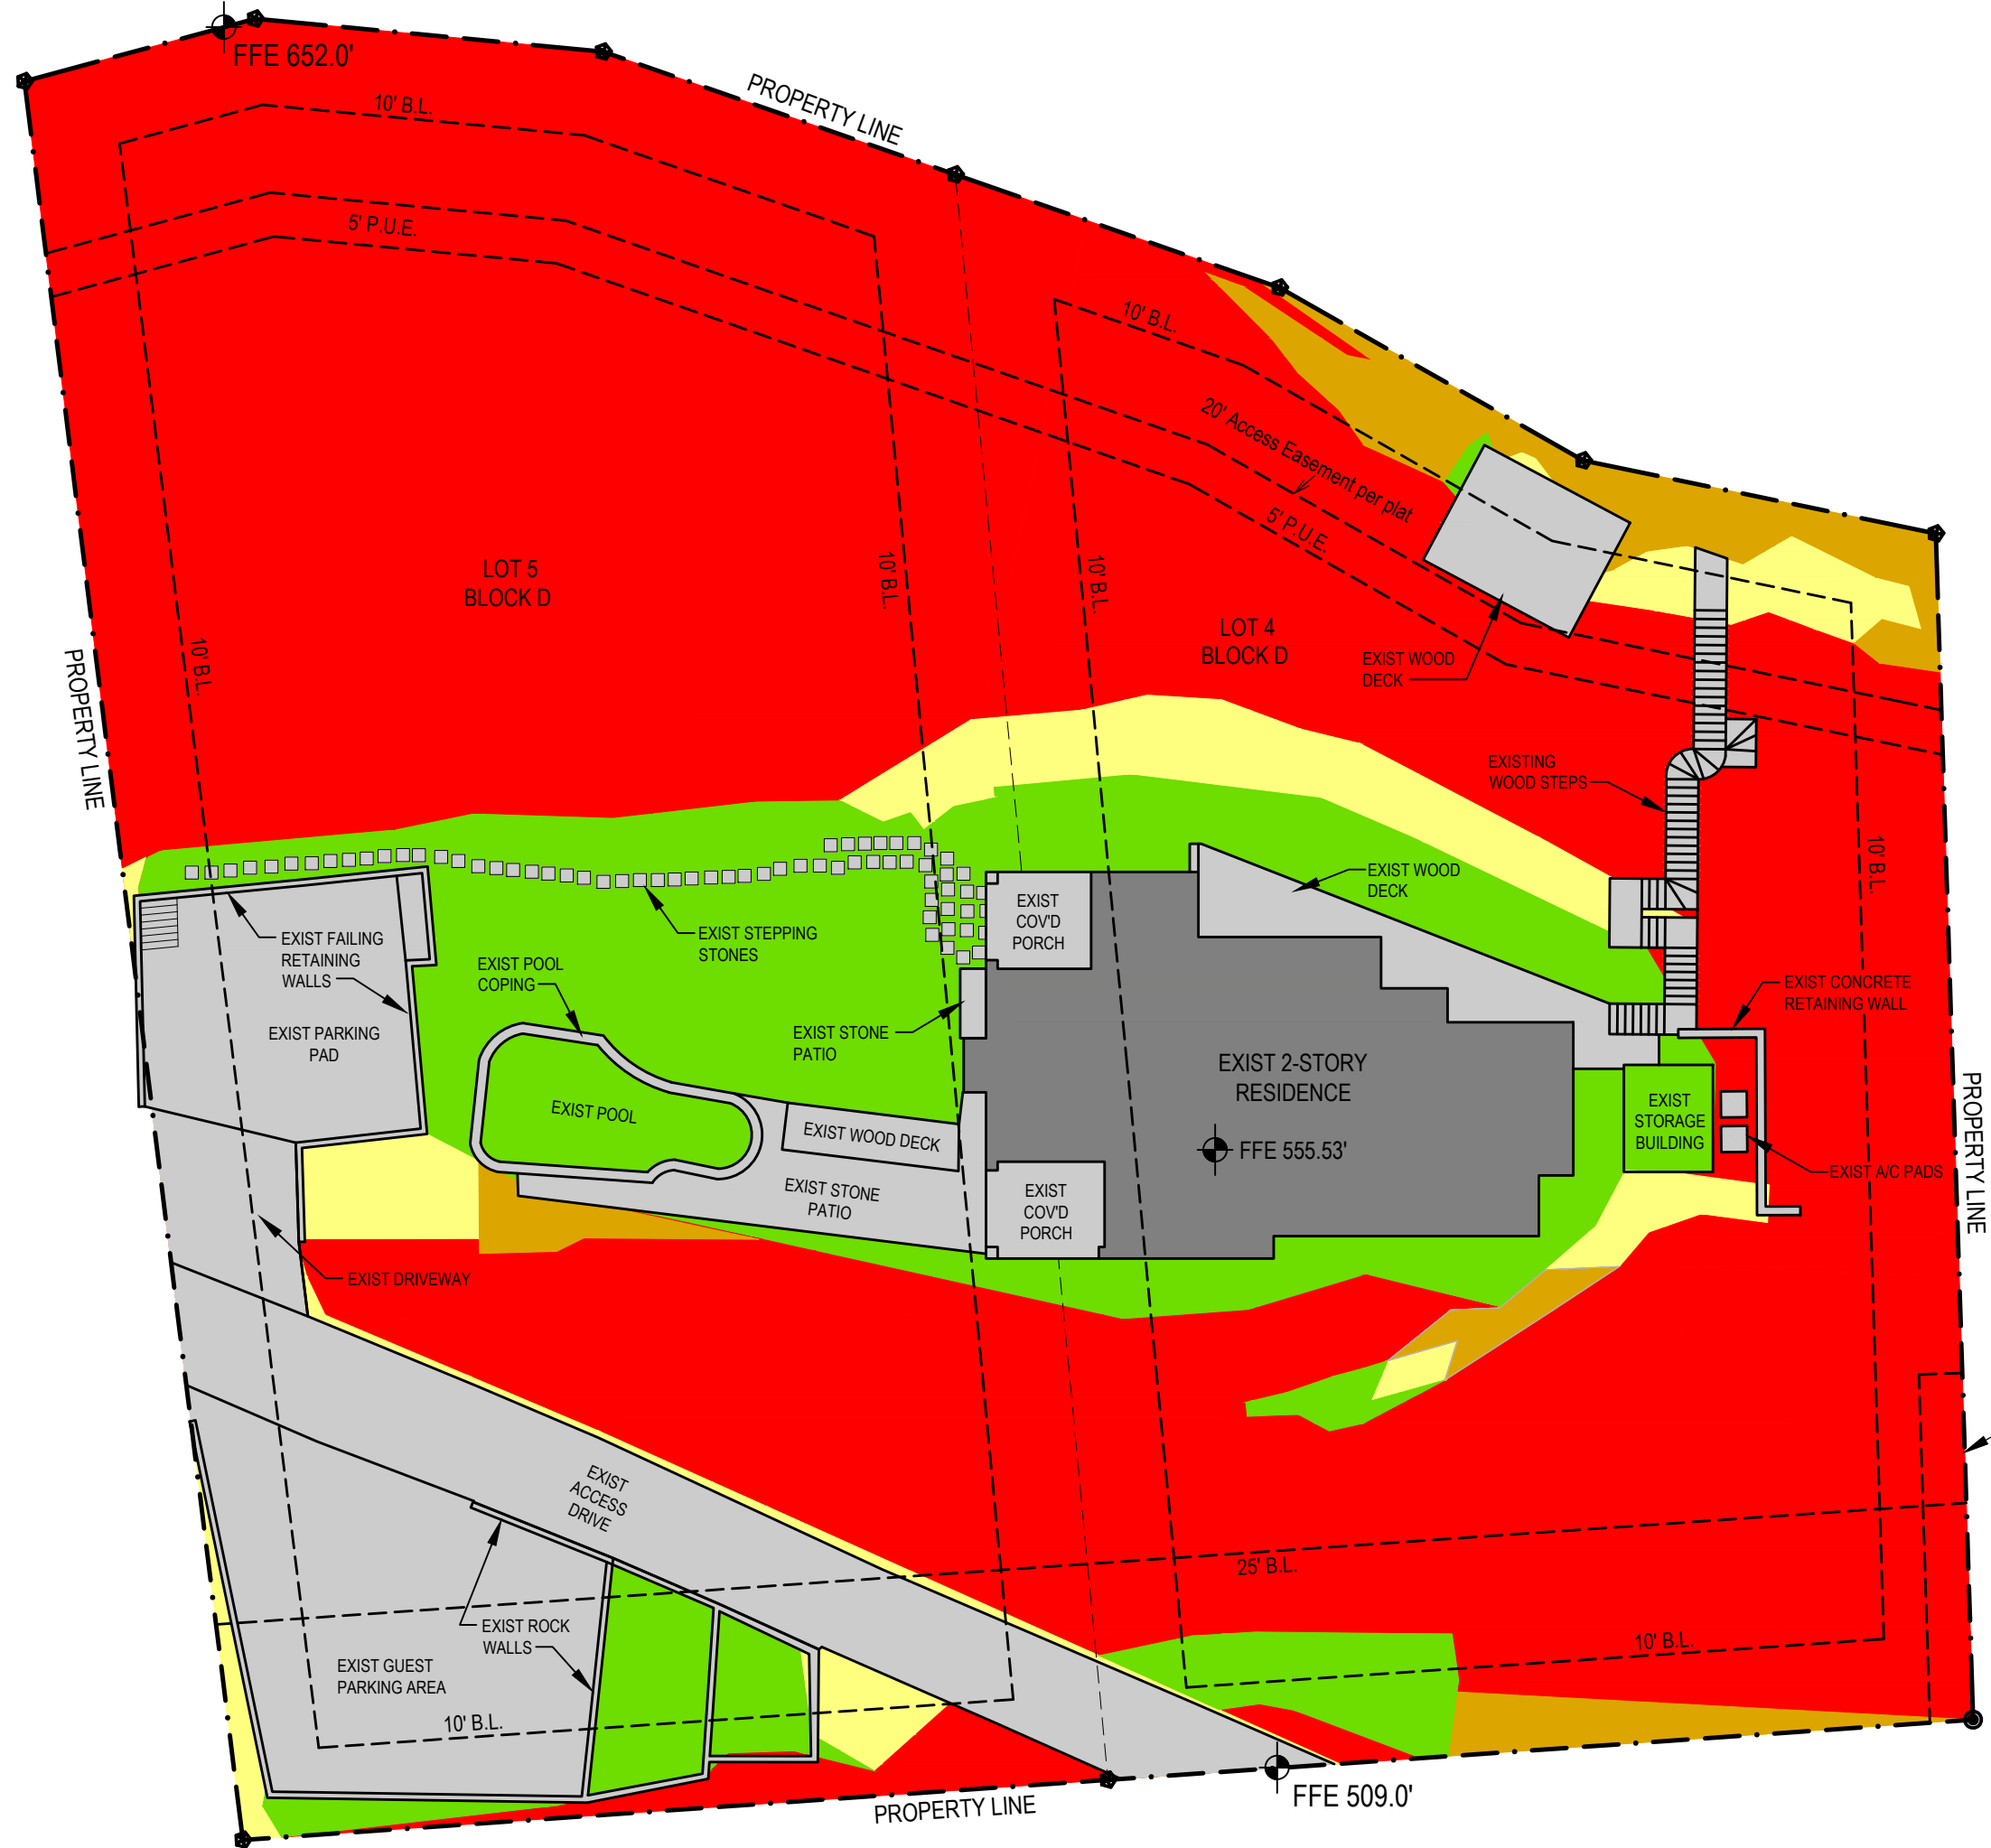 FFE 652.0'
PROPERTY LINE
10' B.L.
5' P.U.E.
10' B.L.
20' Access Easement per plat
5' P.U.E.
LOT 5
BLOCK D
10' B.L.
10' B.L.
LOT 4
BLOCK D
EXIST WOOD
DECK
10' B.L.
PROPERTY LINE
EXISTING
WOOD STEPS
10' B.L.
EXIST WOOD
DECK
EXIST
COV'D
PORCH
EXIST FAILING
RETAINING
WALLS
EXIST STEPPING
STONES
EXIST POOL
COPING
EXIST CONCRETE
RETAINING WALL
EXIST PARKING
PAD
EXIST STONE
PATIO
EXIST 2-STORY
RESIDENCE
FFE 555.53'
EXIST POOL
EXIST WOOD DECK
EXIST
STORAGE
BUILDING
EXIST A/C PADS
PROPERTY LINE
EXIST STONE
PATIO
EXIST
COV'D
PORCH
EXIST DRIVEWAY
EXIST
ACCESS
DRIVE
25' B.L.
EXIST ROCK
WALLS
EXIST GUEST
PARKING AREA
10' B.L.
10' B.L.
PROPERTY LINE
FFE 509.0'